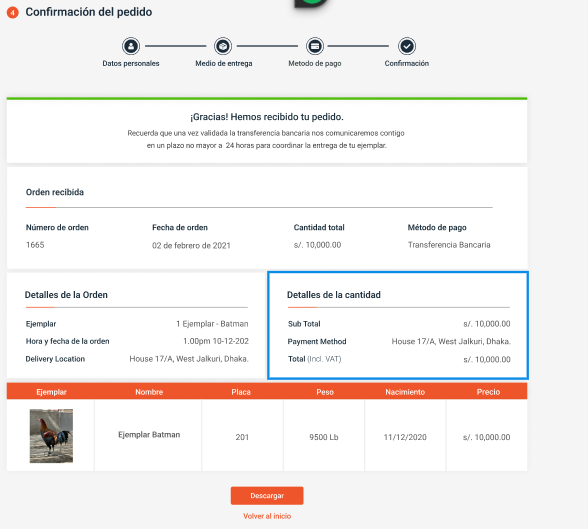 4 Confirmación del pedido
Datos personales Medio de entrega Metodo de pago Confirmación
¡Gracias! Hemos recibido tu pedido.
Recuerda que una vez validada la transferencia bancaria nos comunicaremos contigo
en un plazo no mayor a 24 horas para coordinar la entrega de tu ejemplar.
Orden recibida
Número de orden Fecha de orden Cantidad total Método de pago
1665 02 de febrero de 2021 s/. 10,000.00 Transferencia Bancaria
Detalles de la Orden
Ejemplar 1 Ejemplar - Batman
Hora y fecha de la orden 1.00pm 10-12-202
Delivery Location House 17/A, West Jalkuri, Dhaka.
Detalles de la cantidad
Sub Total s/. 10,000.00
Payment Method House 17/A, West Jalkuri, Dhaka.
Total (Incl. VAT) s/. 10,000.00
Ejemplar Nombre Placa Peso Nacimiento Precio
Ejemplar Batman 201 9500 Lb 11/12/2020 s/. 10,000.00
Descargar
Volver al inicio